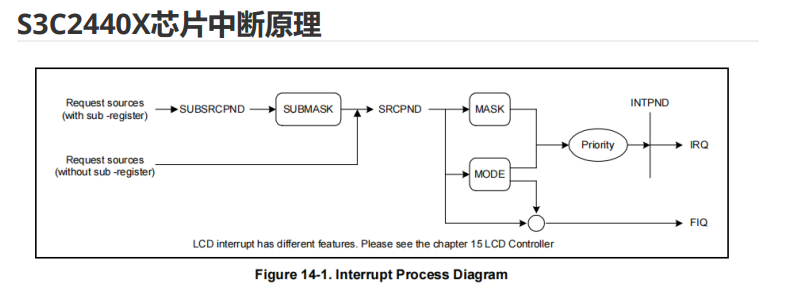 S3C2440X芯片中断原理
Request sources
(with sub -register)
SUBSRCPND
SUBMASK
SRCPND
MASK
INTPND
Request sources
(without sub -register)
MODE
Priority
IRQ
FIQ
LCD interrupt has different features. Please see the chapter 15 LCD Controller
Figure 14-1. Interrupt Process Diagram